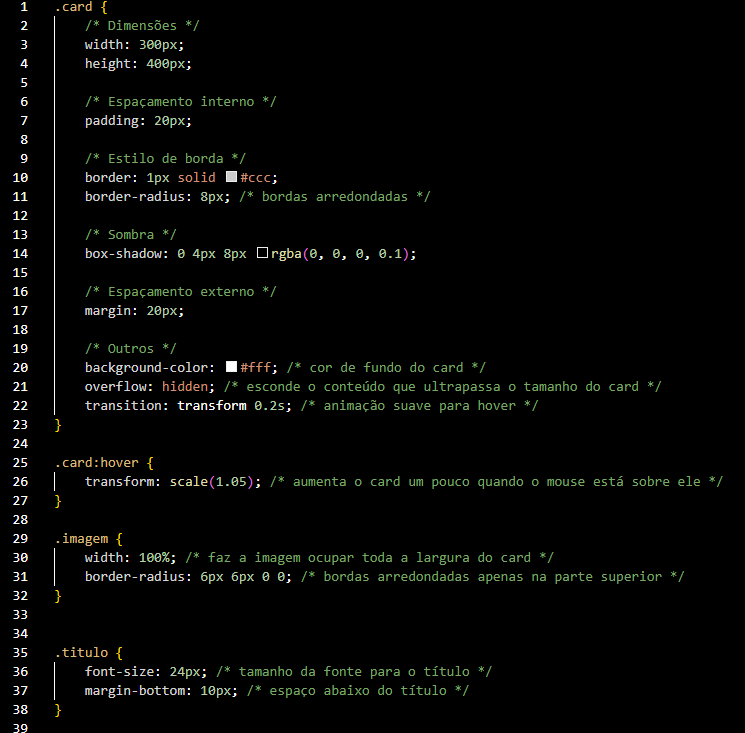 1 .card {
2 /* Dimensões */
3 width: 300px;
4 height: 400px;
5
6 /* Espaçamento interno */
7 padding: 20px;
8
9 /* Estilo de borda */
10 border: 1px solid #ccc;
11 border-radius: 8px; /* bordas arredondadas */
12
13 /* Sombra */
14 box-shadow: 0 4px 8px rgba(0, 0, 0, 0.1);
15
16 /* Espaçamento externo */
17 margin: 20px;
18
19 /* Outros */
20 background-color: #fff; /* cor de fundo do card */
21 overflow: hidden; /* esconde o conteúdo que ultrapassa o tamanho do card */
22 transition: transform 0.2s; /* animação suave para hover */
23 }
24
25 .card:hover {
26 transform: scale(1.05); /* aumenta o card um pouco quando o mouse está sobre ele */
27 }
28
29 .imagem {
30 width: 100%; /* faz a imagem ocupar toda a largura do card */
31 border-radius: 6px 6px 0 0; /* bordas arredondadas apenas na parte superior */
32 }
33
34
35 .titulo {
36 font-size: 24px; /* tamanho da fonte para o título */
37 margin-bottom: 10px; /* espaço abaixo do título */
38 }
39